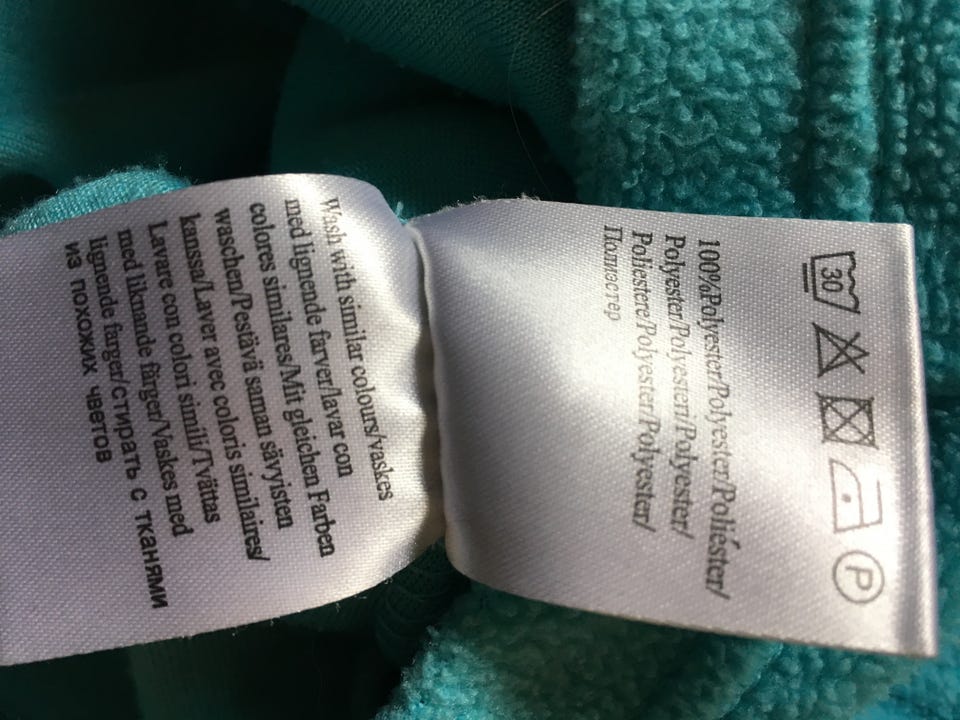 30
P
100%Polyester/Polyester/Poliéster/
Polyester/Polyesteri/Polyester/
Poliestere/Polyester/Polyester/
Полиэстер
Wash with similar colours/vaskes
med lignende farver/lavar con
colores similares/Mit gleichen Farben
waschen/Pestävä saman sävyisten
kanssa/Laver avec coloris similaires/
Lavare con colori simili/Tvättas
med liknande färger/Vaskes med
lignende farger/стирать с тканями
из похожих чветов